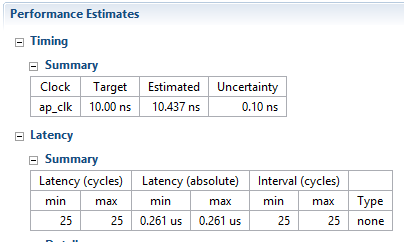 Performance Estimates
Timing
Summary
Clock Target Estimated Uncertainty
ap_clk 10.00 ns 10.437 ns 0.10 ns
Latency
Summary
Latency (cycles) Latency (absolute) Interval (cycles)
min max min max min max Type
25 25 0.261 us 0.261 us 25 25 none